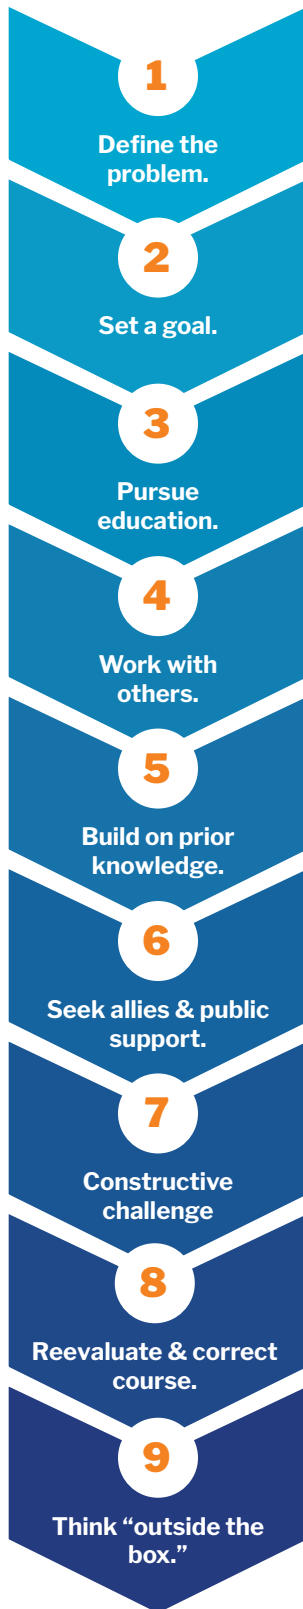 1
Define the
problem.
2
Set a goal.
3
Pursue
education.
4
Work with
others.
5
Build on prior
knowledge.
6
Seek allies & public
support.
7
Constructive
challenge
8
Reevaluate & correct
course.
9
Think “outside the
box.”